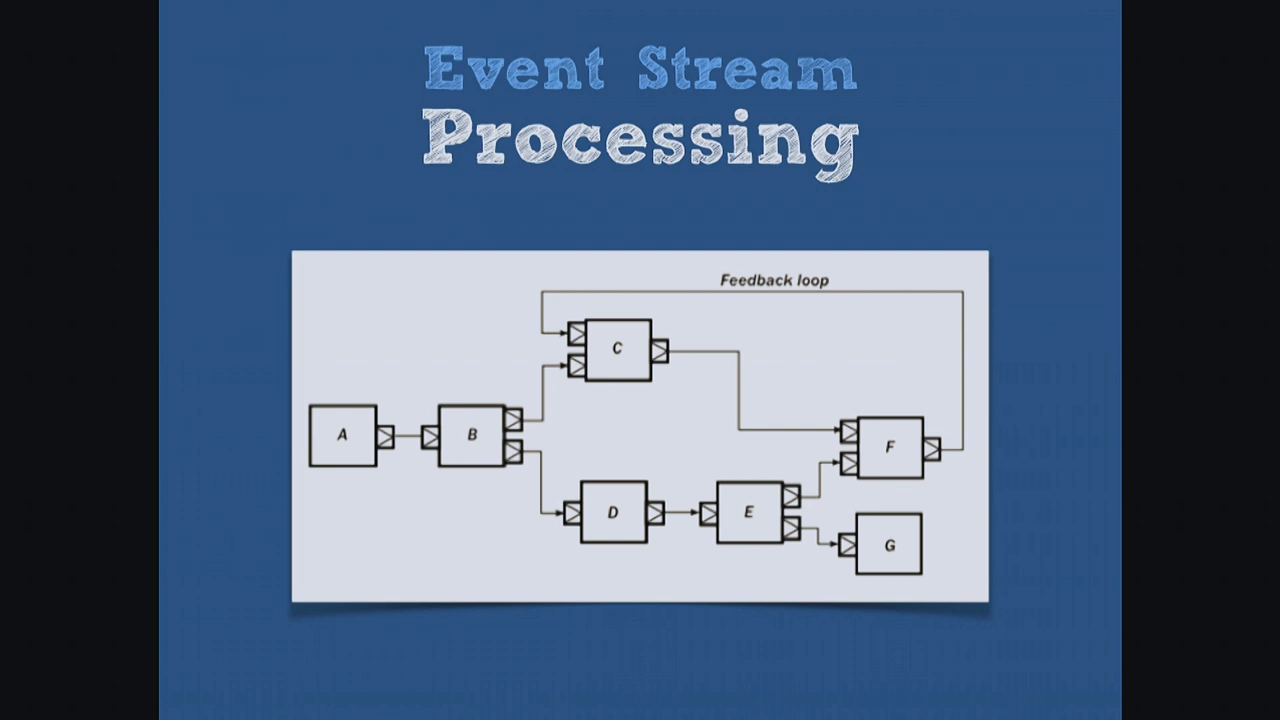 Event Stream
Processing
Feedback loop
C
A
B
F
D
E
G